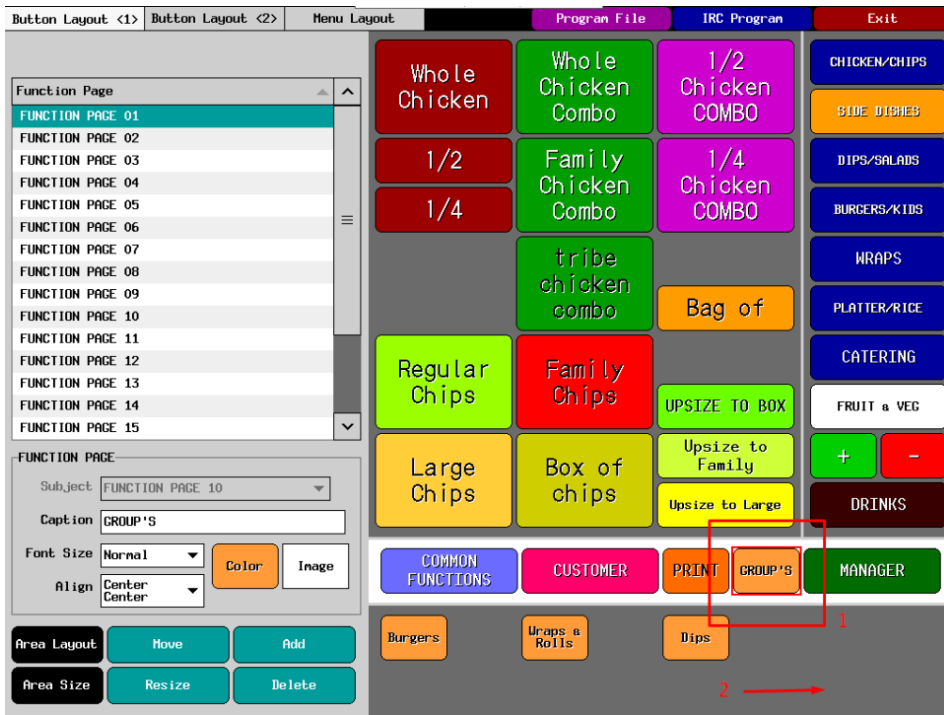 Button Layout <1>
Button Layout <2>
Menu Layout
Program File
IRC Program
Exit
Function Page
FUNCTION PAGE 01
FUNCTION PAGE 02
FUNCTION PAGE 03
FUNCTION PAGE 04
FUNCTION PAGE 05
FUNCTION PAGE 06
FUNCTION PAGE 07
FUNCTION PAGE 08
FUNCTION PAGE 09
FUNCTION PAGE 10
FUNCTION PAGE 11
FUNCTION PAGE 12
FUNCTION PAGE 13
FUNCTION PAGE 14
FUNCTION PAGE 15
FUNCTION PAGE
Subject
FUNCTION PAGE 10
Caption
GROUP'S
Font Size
Normal
Color
Image
Align
Center
Center
Area Layout
Move
Add
Area Size
Resize
Delete
Whole
Chicken
Whole
Chicken
Combo
1/2
Chicken
COMBO
1/2
Family
Chicken
Combo
1/4
Chicken
COMBO
1/4
tribe
chicken
combo
Bag of
Regular
Chips
Family
Chips
UPSIZE TO BOX
Large
Chips
Box of
chips
Upsize to
Family
Upsize to Large
CHICKEN/CHIPS
SIDE DISHES
DIPS/SALADS
BURGERS/KIDS
WRAPS
PLATTER/RICE
CATERING
FRUIT & VEG
+
-
DRINKS
COMMON
FUNCTIONS
CUSTOMER
PRINT
GROUP'S
MANAGER
1
Burgers
Wraps &
Rolls
Dips
2